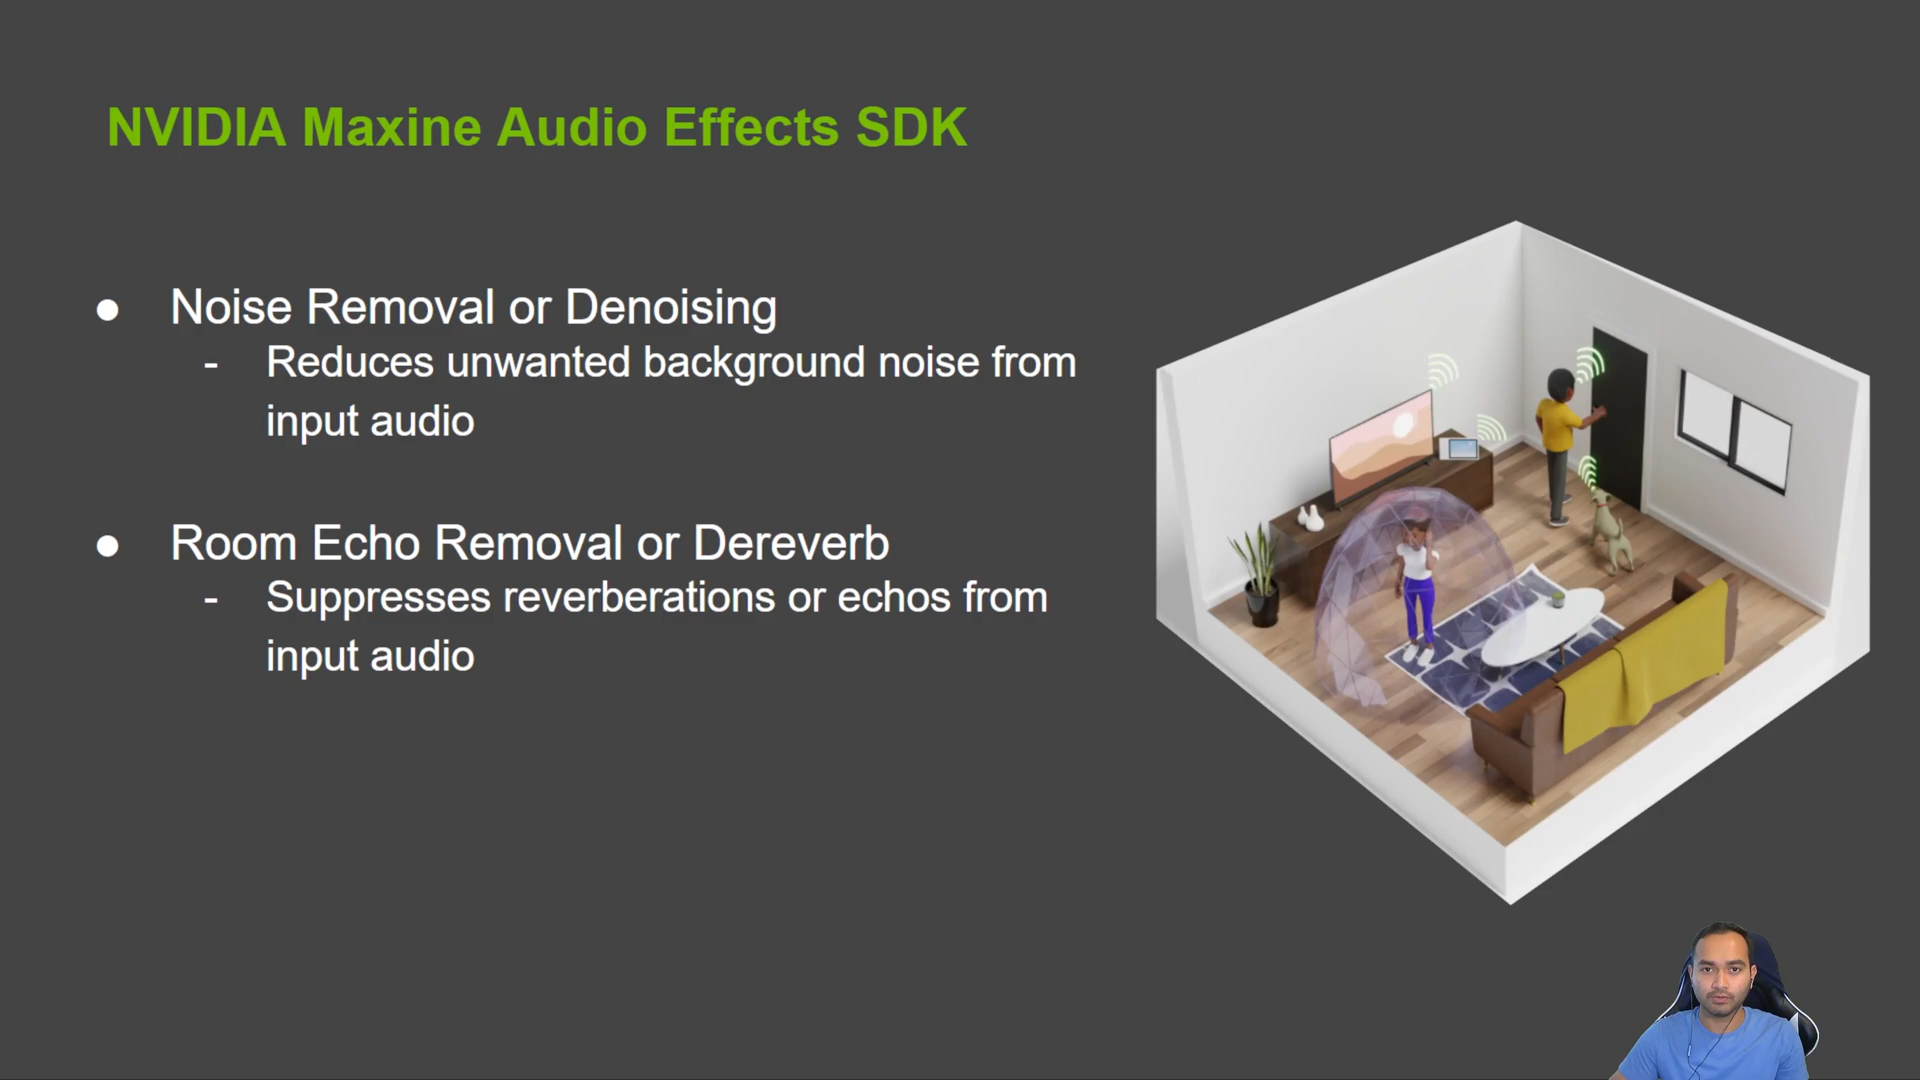 NVIDIA Maxine Audio Effects SDK
● Noise Removal or Denoising
- Reduces unwanted background noise from
input audio
● Room Echo Removal or Dereverb
- Suppresses reverberations or echos from
input audio